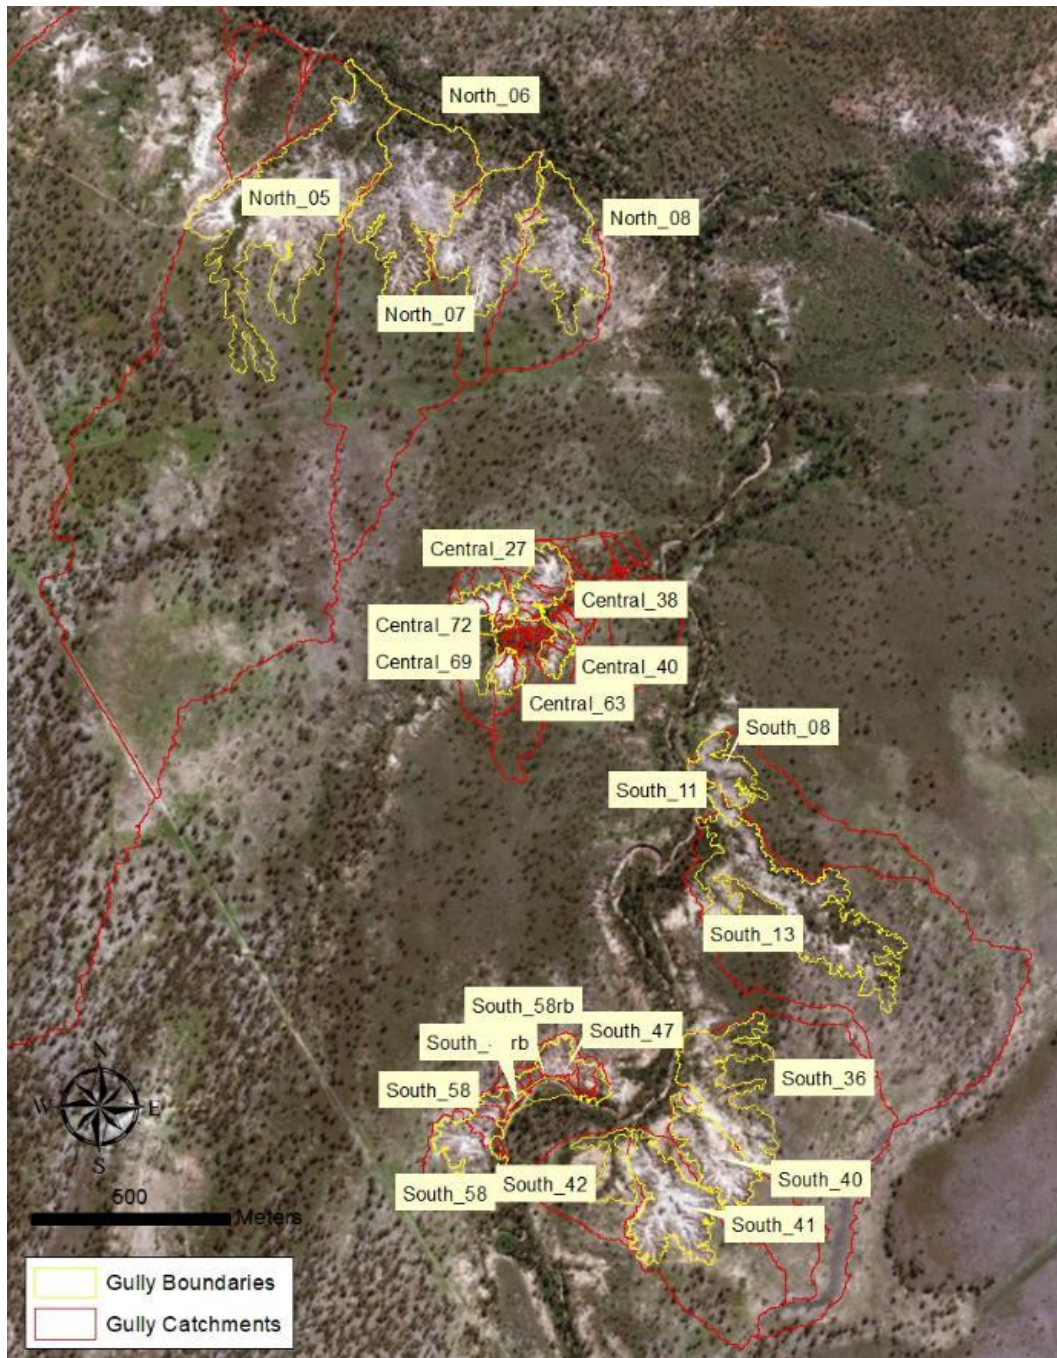 North_06
North_05
North_08
North_07
Central_27
Central_38
Central_72
Central_69
Central_40
Central_63
South_08
South_11
South_13
South_58rb
South_ rb
South_47
South_36
South_58
South_58
South_42
South_40
South_41
N
W E
S
500
Meters
Gully Boundaries
Gully Catchments